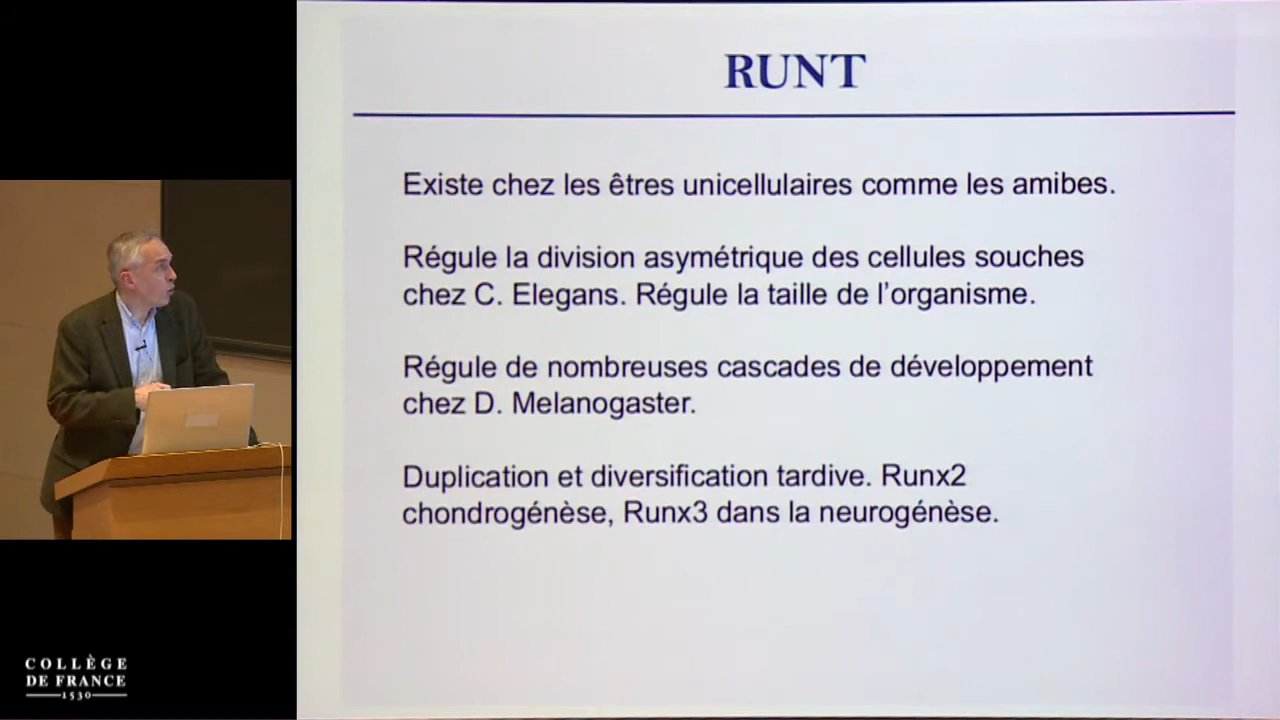 RUNT
Existe chez les êtres unicellulaires comme les amibes.
Régule la division asymétrique des cellules souches
chez C. Elegans. Régule la taille de l'organisme.
Régule de nombreuses cascades de développement
chez D. Melanogaster.
Duplication et diversification tardive. Runx2
chondrogénèse, Runx3 dans la neurogénèse.
COLLÈGE
DE FRANCE
1530